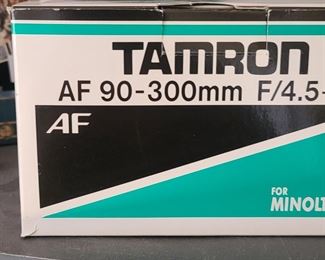 TAMRON
AF 90-300mm F/4.5-
AF
FOR
MINOLT